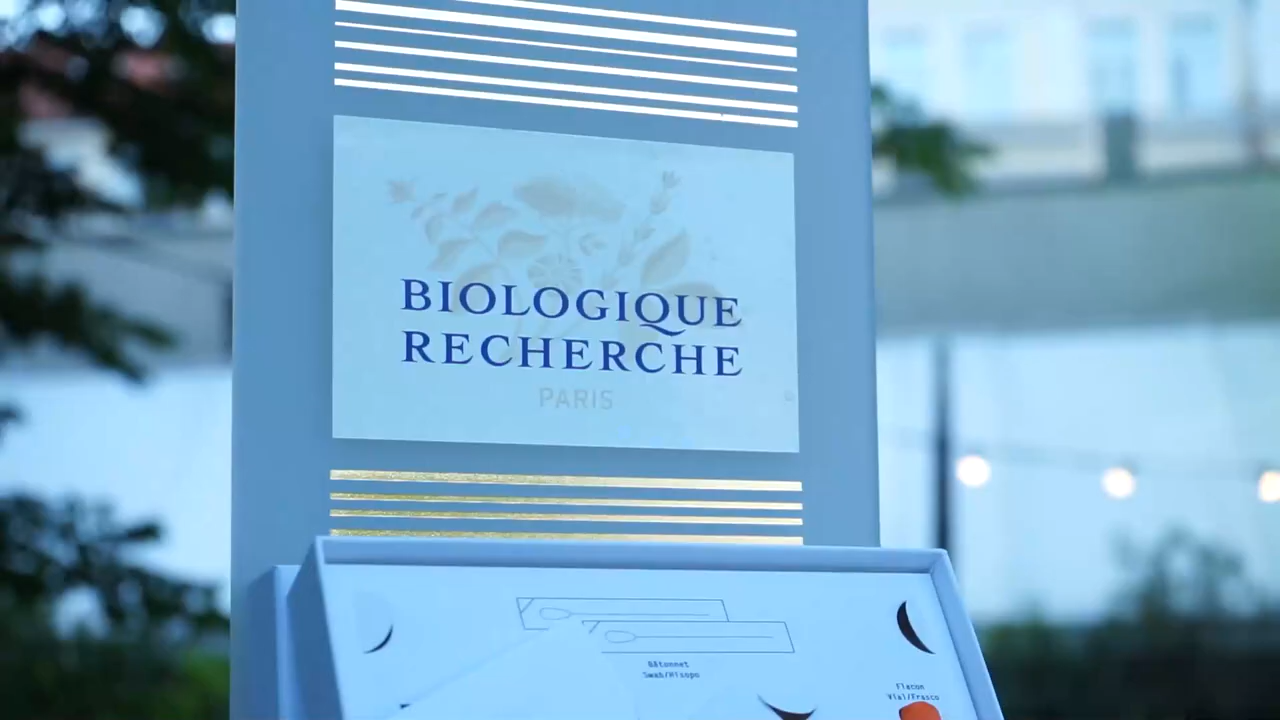 BIOLOGIQUE
RECHERCHE
PARIS
Bâtonnet
Swab/Hisopo
Flacon
Vial/Frasco